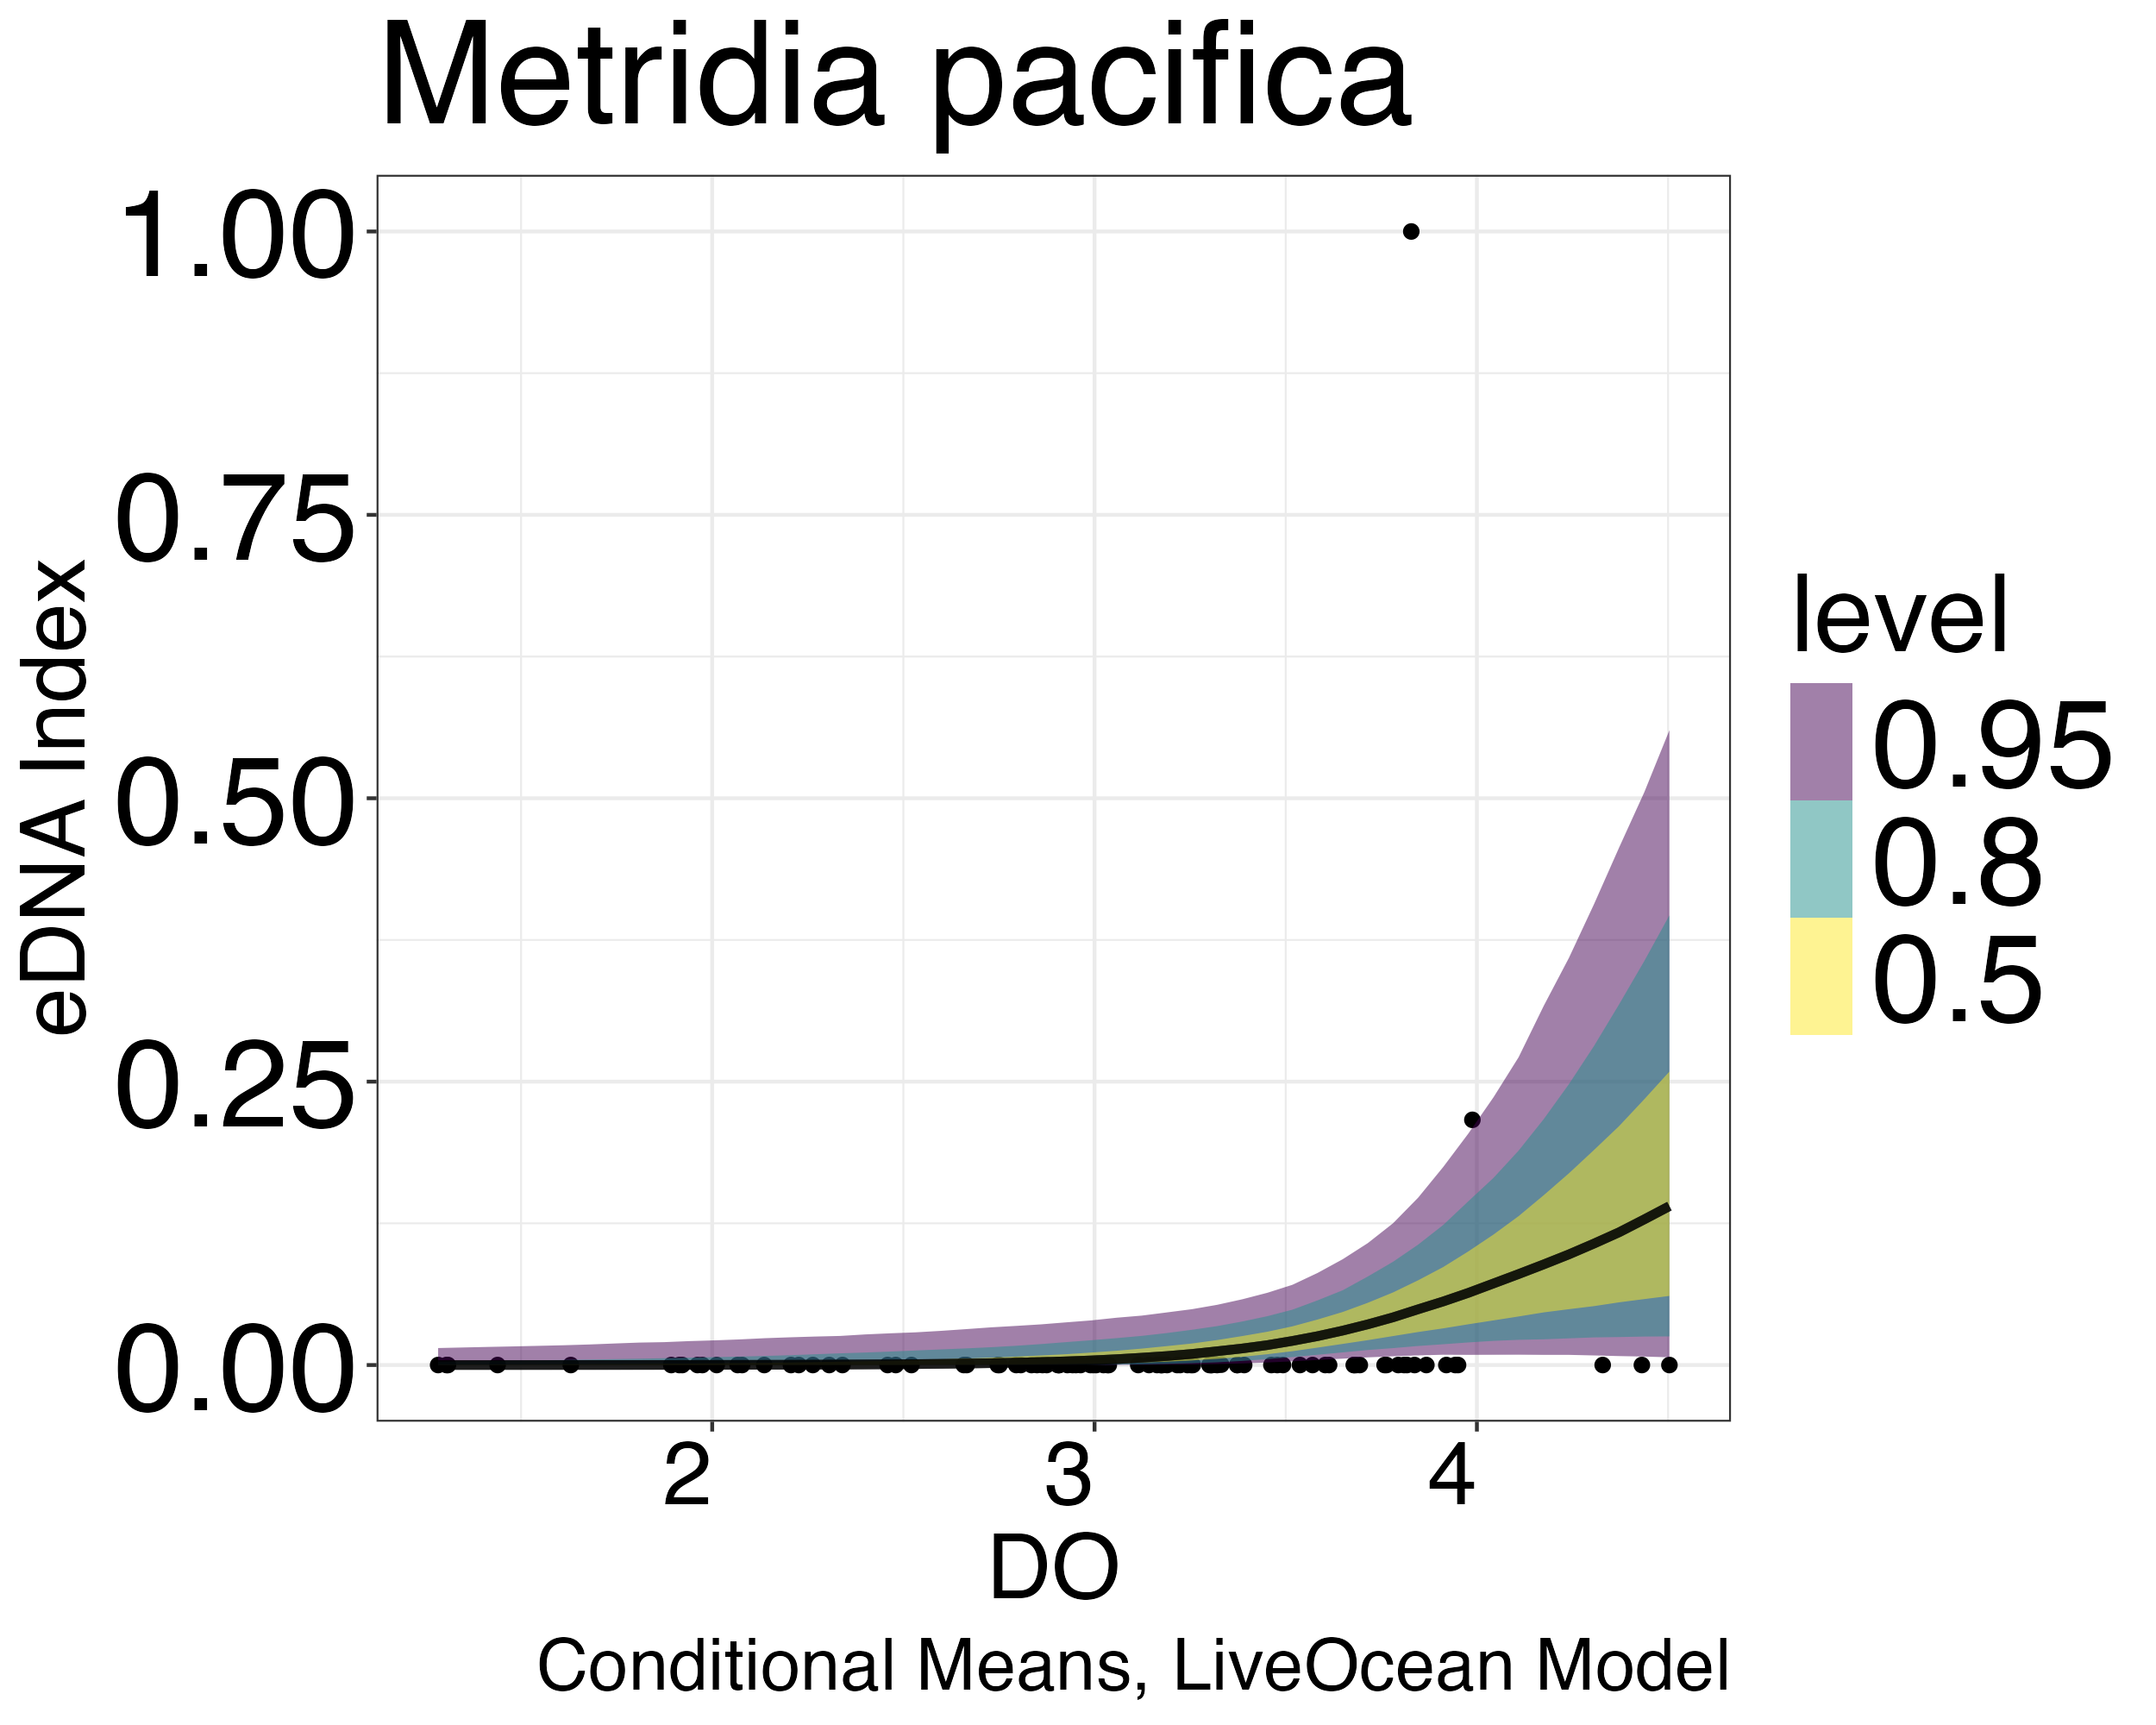 Metridia pacifica
eDNA Index
1.00
0.75
0.50
0.25
0.00
2 3 4
DO
Conditional Means, LiveOcean Model
level
0.95
0.8
0.5